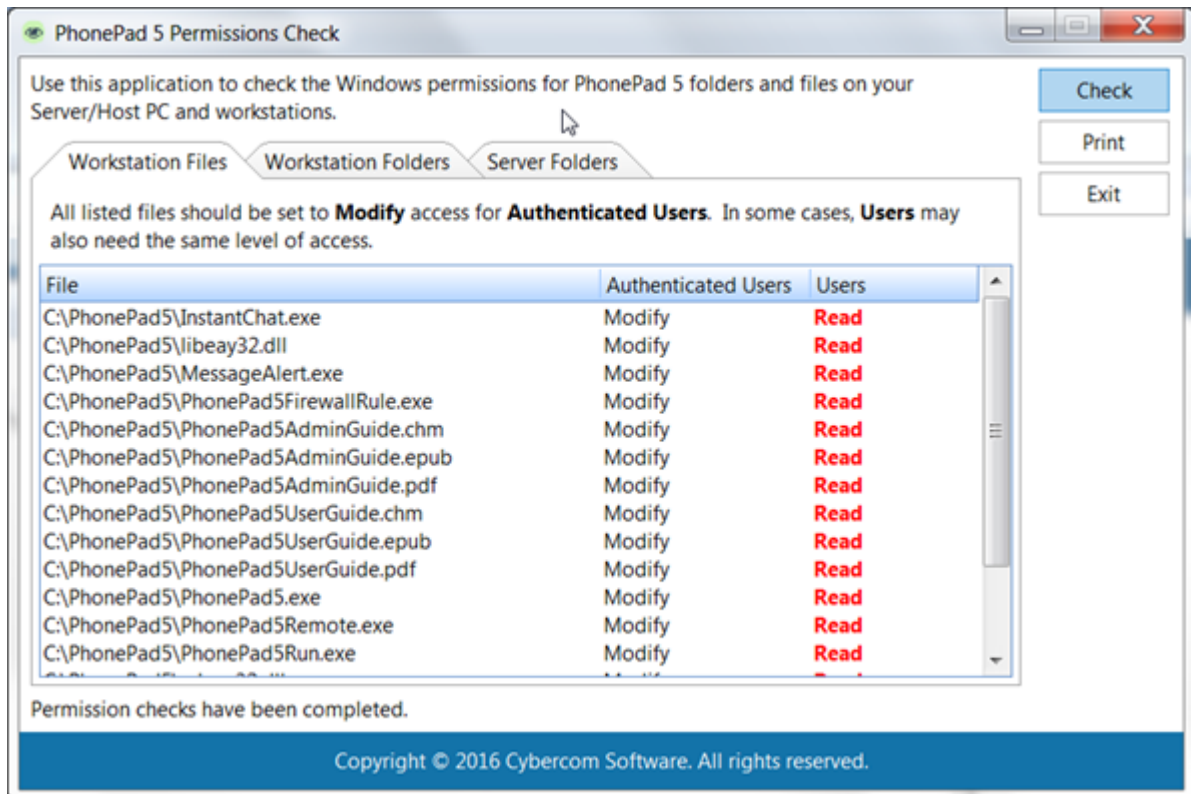 PhonePad 5 Permissions Check
Use this application to check the Windows permissions for PhonePad 5 folders and files on your
Server/Host PC and workstations.
Check
Print
Exit
Workstation Files Workstation Folders Server Folders
All listed files should be set to Modify access for Authenticated Users. In some cases, Users may
also need the same level of access.
File Authenticated Users Users
C:\PhonePad5\InstantChat.exe Modify Read
C:\PhonePad5\libeay32.dll Modify Read
C:\PhonePad5\MessageAlert.exe Modify Read
C:\PhonePad5\PhonePad5FirewallRule.exe Modify Read
C:\PhonePad5\PhonePad5AdminGuide.chm Modify Read
C:\PhonePad5\PhonePad5AdminGuide.epub Modify Read
C:\PhonePad5\PhonePad5AdminGuide.pdf Modify Read
C:\PhonePad5\PhonePad5UserGuide.chm Modify Read
C:\PhonePad5\PhonePad5UserGuide.epub Modify Read
C:\PhonePad5\PhonePad5UserGuide.pdf Modify Read
C:\PhonePad5\PhonePad5.exe Modify Read
C:\PhonePad5\PhonePad5Remote.exe Modify Read
C:\PhonePad5\PhonePad5Run.exe Modify Read
Permission checks have been completed.
Copyright © 2016 Cybercom Software. All rights reserved.